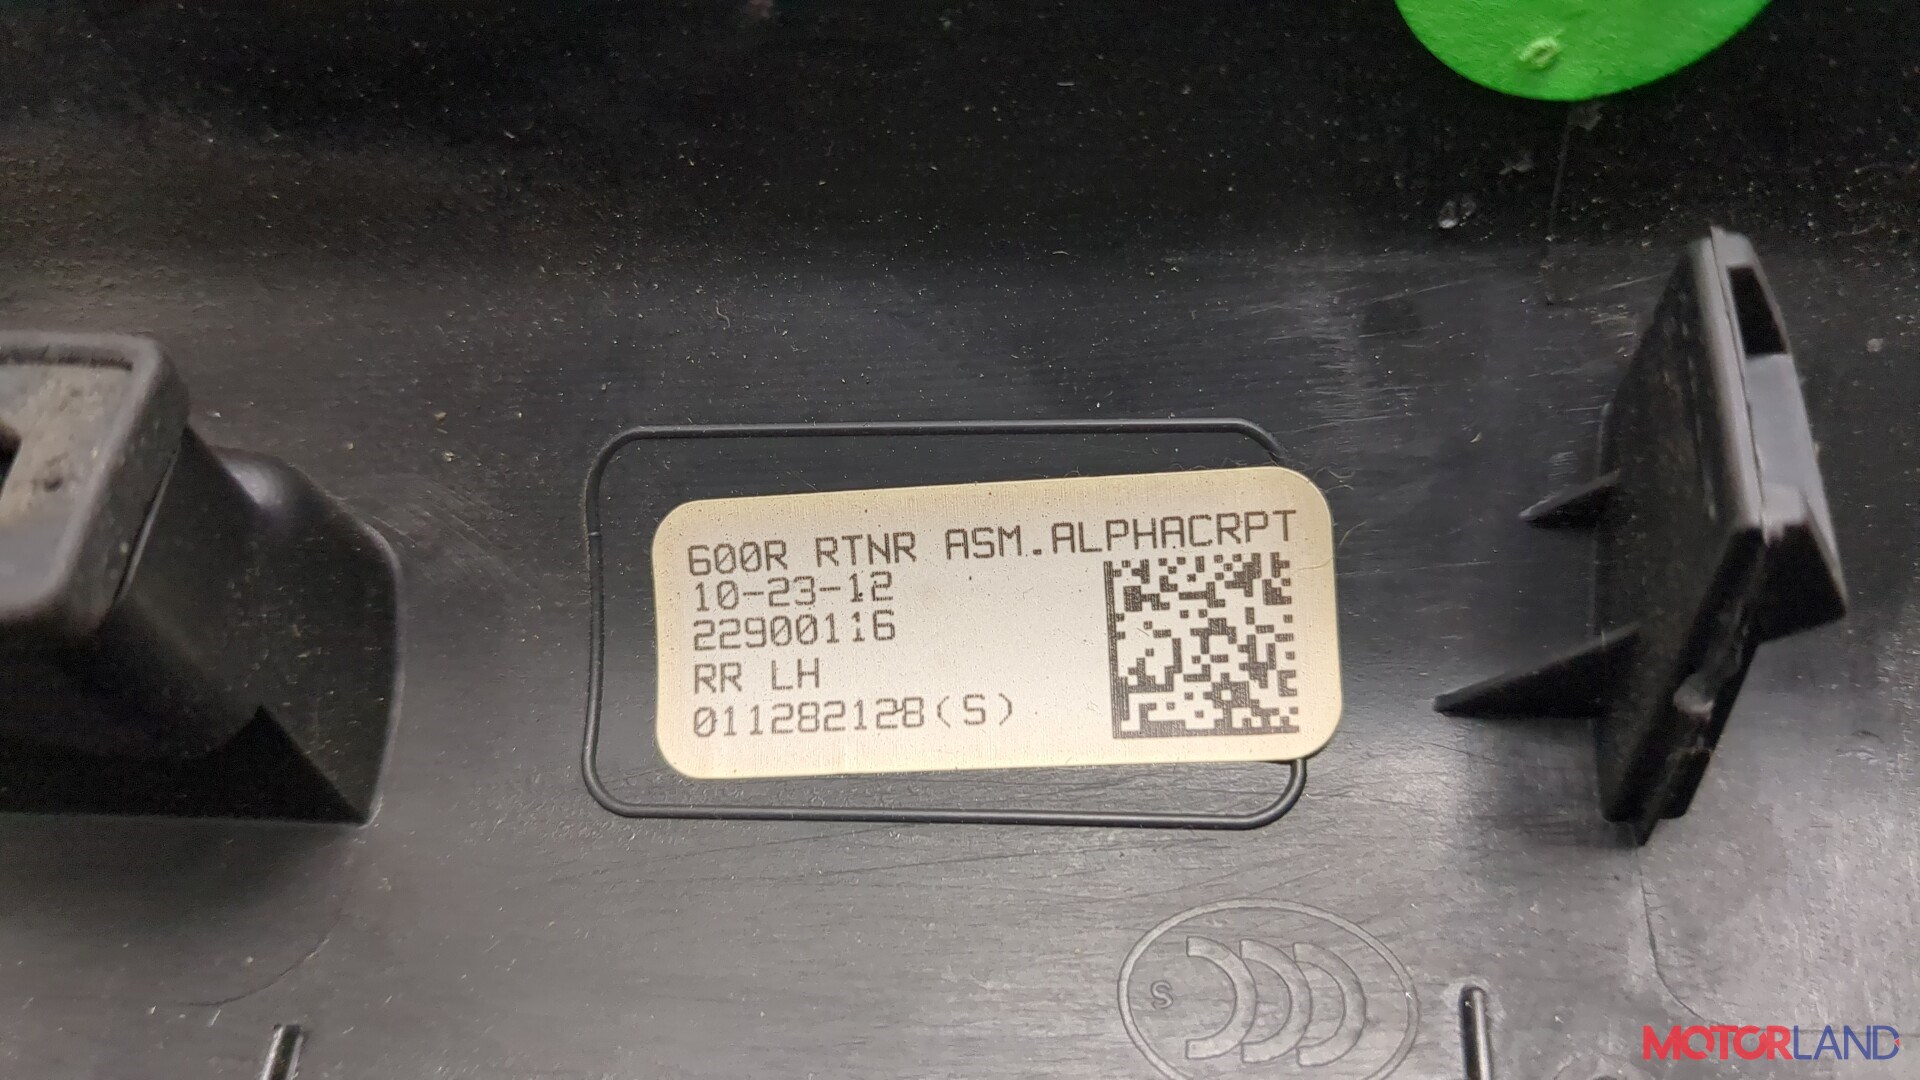 600R RTNR ASM.ALPHACRPT
10-23-12
22900116
RR LH
011282128(S)
S
MOTORLAND